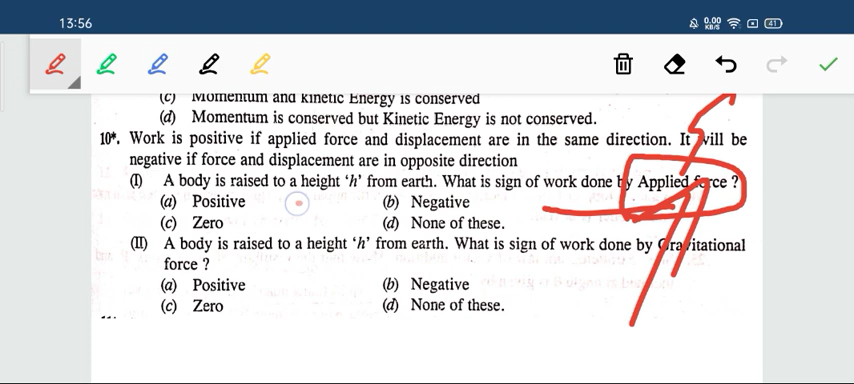 13:56
0.00
KB/S
41
(c) Momentum and kinetic Energy is conserved
(d) Momentum is conserved but Kinetic Energy is not conserved.
10*. Work is positive if applied force and displacement are in the same direction. It will be
negative if force and displacement are in opposite direction
(I) A body is raised to a height ‘h’ from earth. What is sign of work done by Applied force ?
(a) Positive (b) Negative
(c) Zero (d) None of these.
(II) A body is raised to a height ‘h’ from earth. What is sign of work done by Gravitational
force ?
(a) Positive (b) Negative
(c) Zero (d) None of these.